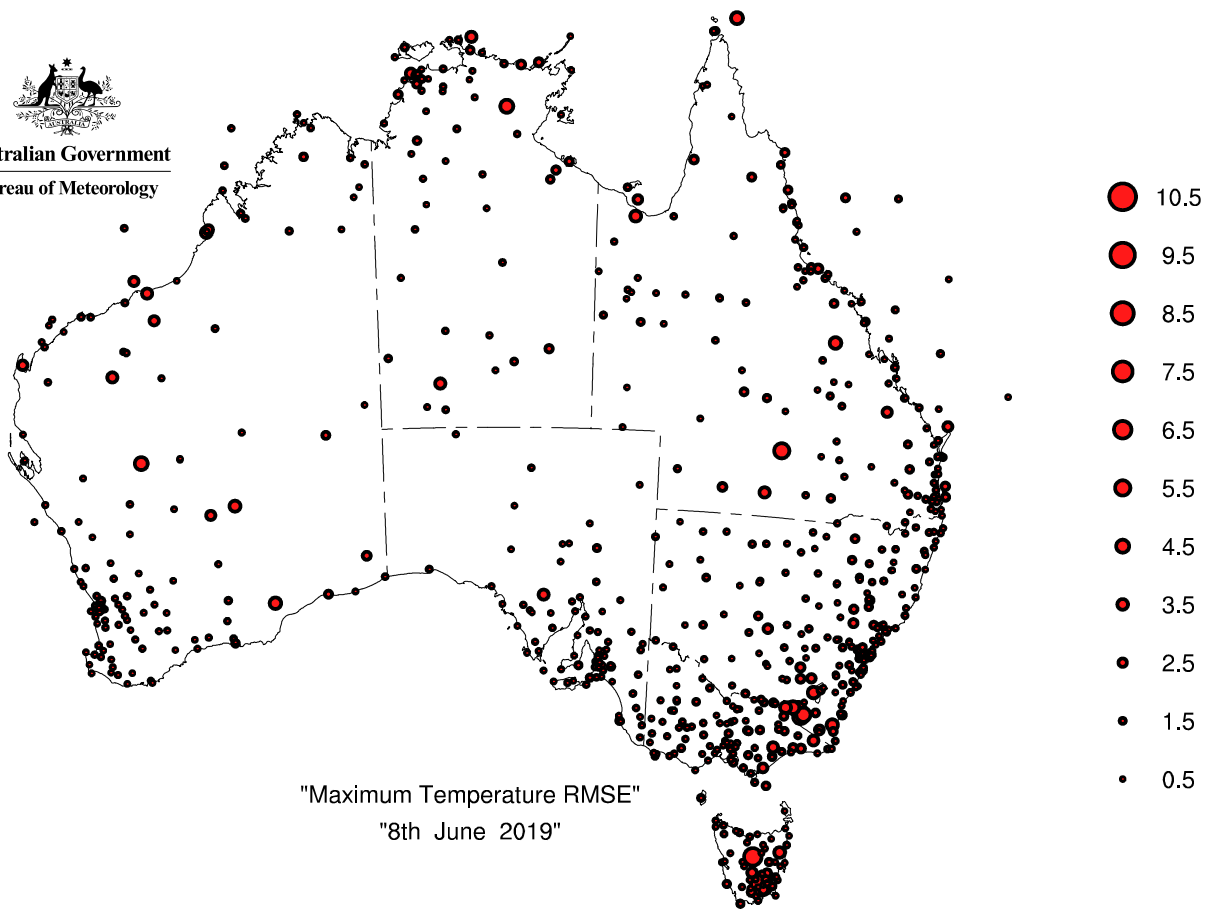 AUSTRALIA
tralian Government
reau of Meteorology
10.5
9.5
8.5
7.5
6.5
5.5
4.5
3.5
2.5
1.5
0.5
"Maximum Temperature RMSE"
"8th June 2019"